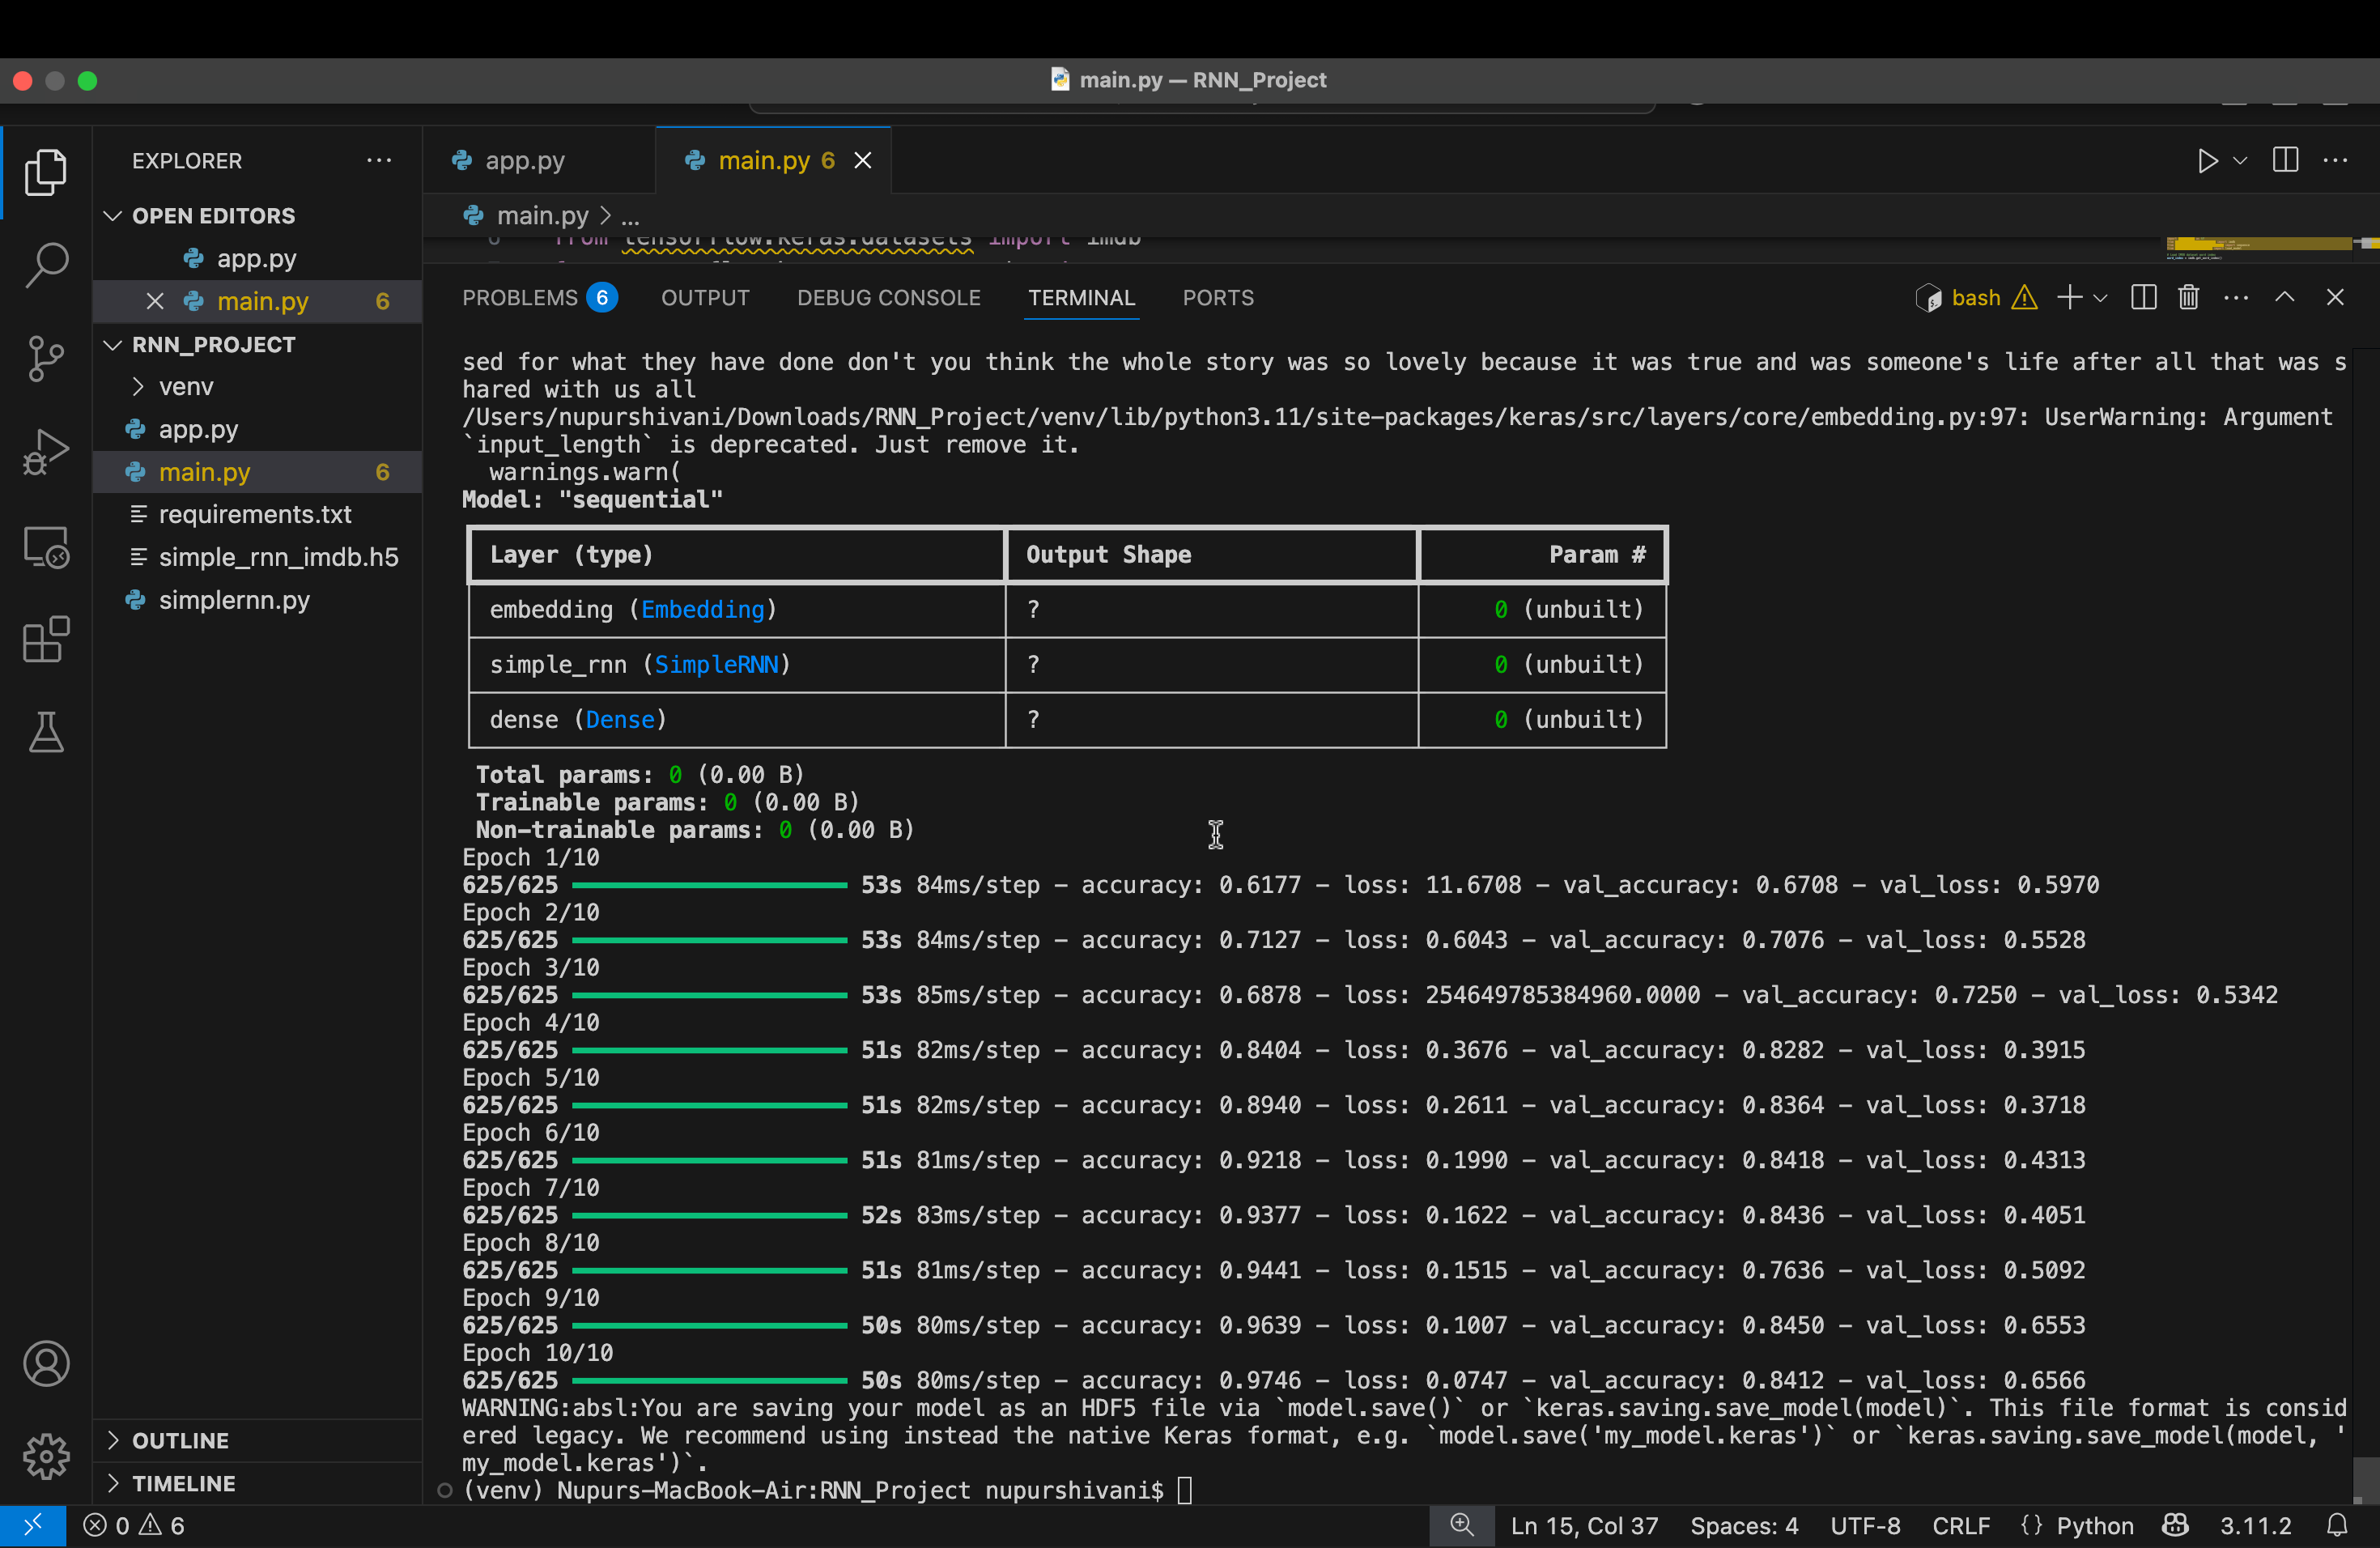 main.py — RNN_Project
EXPLORER
app.py
main.py 6
OPEN EDITORS
app.py
main.py 6
RNN_PROJECT
venv
app.py
main.py 6
requirements.txt
simple_rnn_imdb.h5
simplernn.py
OUTLINE
TIMELINE
main.py > ...
6 from tensorflow.keras.datasets import imdb
PROBLEMS 6 OUTPUT DEBUG CONSOLE TERMINAL PORTS
bash
sed for what they have done don't you think the whole story was so lovely because it was true and was someone's life after all that was s
hared with us all
/Users/nupurshivani/Downloads/RNN_Project/venv/lib/python3.11/site-packages/keras/src/layers/core/embedding.py:97: UserWarning: Argument
`input_length` is deprecated. Just remove it.
warnings.warn(
Model: "sequential"
Layer (type) Output Shape Param #
embedding (Embedding) ? 0 (unbuilt)
simple_rnn (SimpleRNN) ? 0 (unbuilt)
dense (Dense) ? 0 (unbuilt)
Total params: 0 (0.00 B)
Trainable params: 0 (0.00 B)
Non-trainable params: 0 (0.00 B)
Epoch 1/10
625/625 53s 84ms/step - accuracy: 0.6177 - loss: 11.6708 - val_accuracy: 0.6708 - val_loss: 0.5970
Epoch 2/10
625/625 53s 84ms/step - accuracy: 0.7127 - loss: 0.6043 - val_accuracy: 0.7076 - val_loss: 0.5528
Epoch 3/10
625/625 53s 85ms/step - accuracy: 0.6878 - loss: 254649785384960.0000 - val_accuracy: 0.7250 - val_loss: 0.5342
Epoch 4/10
625/625 51s 82ms/step - accuracy: 0.8404 - loss: 0.3676 - val_accuracy: 0.8282 - val_loss: 0.3915
Epoch 5/10
625/625 51s 82ms/step - accuracy: 0.8940 - loss: 0.2611 - val_accuracy: 0.8364 - val_loss: 0.3718
Epoch 6/10
625/625 51s 81ms/step - accuracy: 0.9218 - loss: 0.1990 - val_accuracy: 0.8418 - val_loss: 0.4313
Epoch 7/10
625/625 52s 83ms/step - accuracy: 0.9377 - loss: 0.1622 - val_accuracy: 0.8436 - val_loss: 0.4051
Epoch 8/10
625/625 51s 81ms/step - accuracy: 0.9441 - loss: 0.1515 - val_accuracy: 0.7636 - val_loss: 0.5092
Epoch 9/10
625/625 50s 80ms/step - accuracy: 0.9639 - loss: 0.1007 - val_accuracy: 0.8450 - val_loss: 0.6553
Epoch 10/10
625/625 50s 80ms/step - accuracy: 0.9746 - loss: 0.0747 - val_accuracy: 0.8412 - val_loss: 0.6566
WARNING:absl:You are saving your model as an HDF5 file via `model.save()` or `keras.saving.save_model(model)`. This file format is consid
ered legacy. We recommend using instead the native Keras format, e.g. `model.save('my_model.keras')` or `keras.saving.save_model(model, '
my_model.keras')`.
(venv) Nupurs-MacBook-Air:RNN_Project nupurshivani$
0 6 Ln 15, Col 37 Spaces: 4 UTF-8 CRLF {} Python 3.11.2